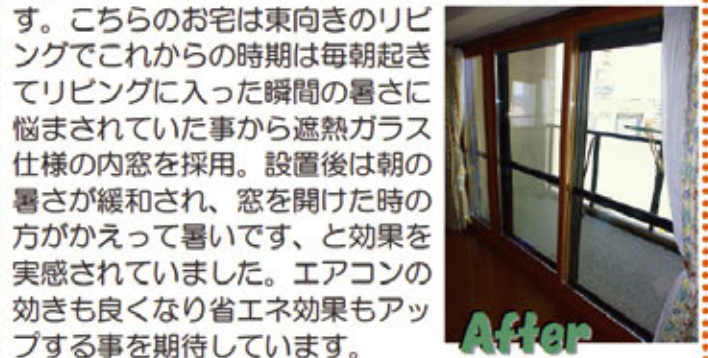 す。こちらのお宅は東向きのリビ
ングでこれからの時期は毎朝起き
てリビングに入った瞬間の暑さに
悩まされていた事から遮熱ガラス
仕様の内窓を採用。設置後は朝の
暑さが緩和され、窓を開けた時の
方がかえって暑いです、と効果を
実感されていました。エアコンの
効きも良くなり省エネ効果もアッ
プする事を期待しています。
After